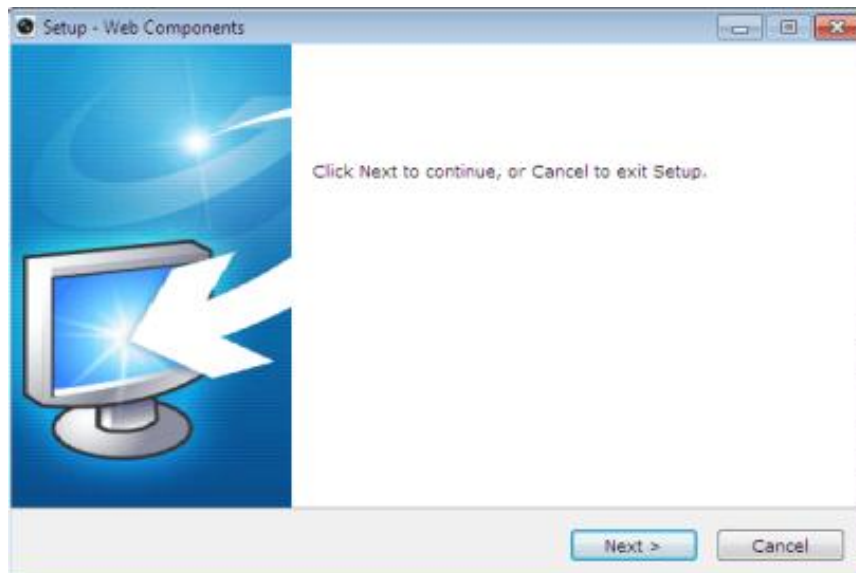 Setup - Web Components
Click Next to continue, or Cancel to exit Setup.
Next >
Cancel